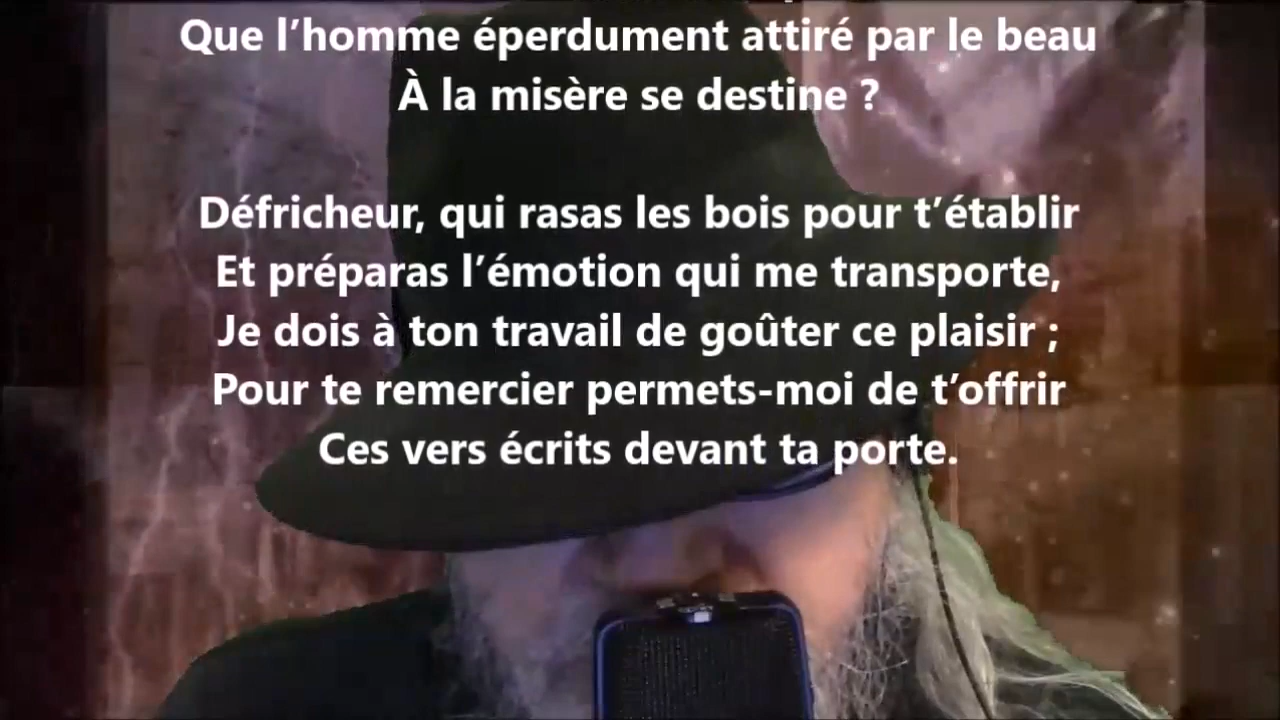 Que l’homme éperdument attiré par le beau
À la misère se destine ?
Défricheur, qui rasas les bois pour t’établir
Et préparas l’émotion qui me transporte,
Je dois à ton travail de goûter ce plaisir ;
Pour te remercier permets-moi de t’offrir
Ces vers écrits devant ta porte.